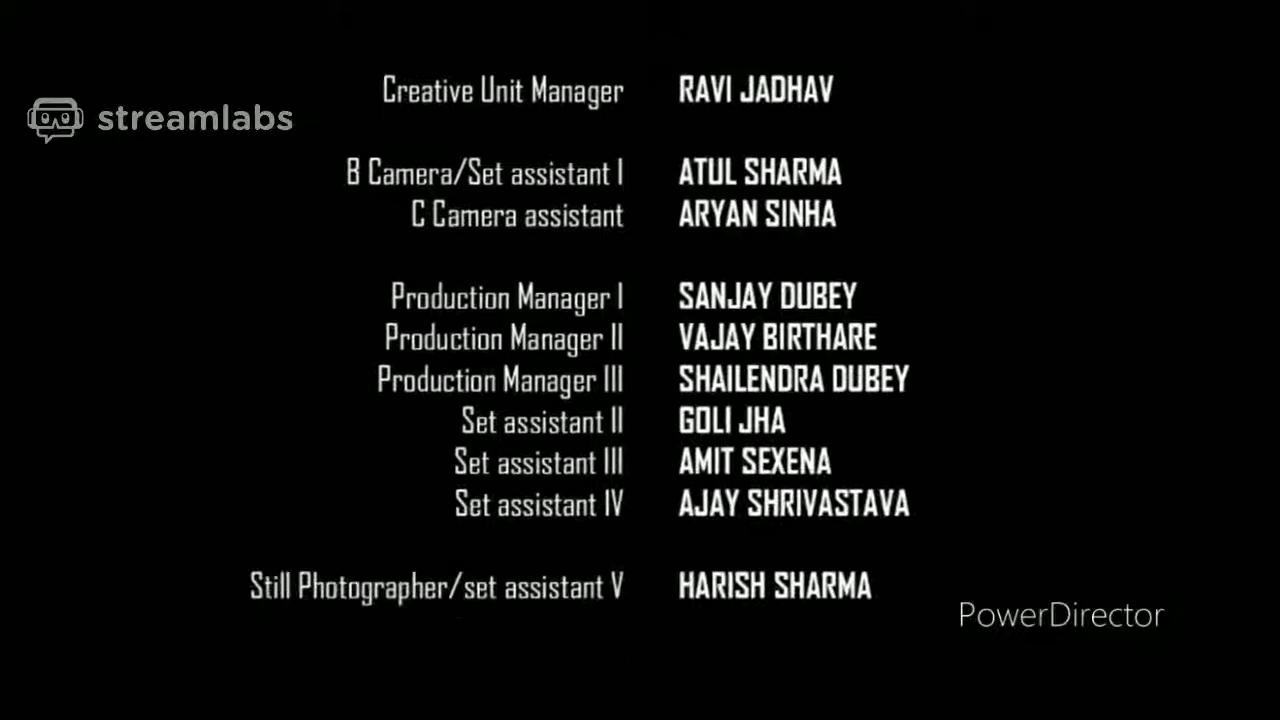 Creative Unit Manager RAVI JADHAV
streamlabs
B Camera/Set assistant I ATUL SHARMA
C Camera assistant ARYAN SINHA
Production Manager I SANJAY DUBEY
Production Manager II VAJAY BIRTHARE
Production Manager III SHAILENDRA DUBEY
Set assistant II GOLI JHA
Set assistant III AMIT SEXENA
Set assistant IV AJAY SHRIVASTAVA
Still Photographer/set assistant V HARISH SHARMA
PowerDirector